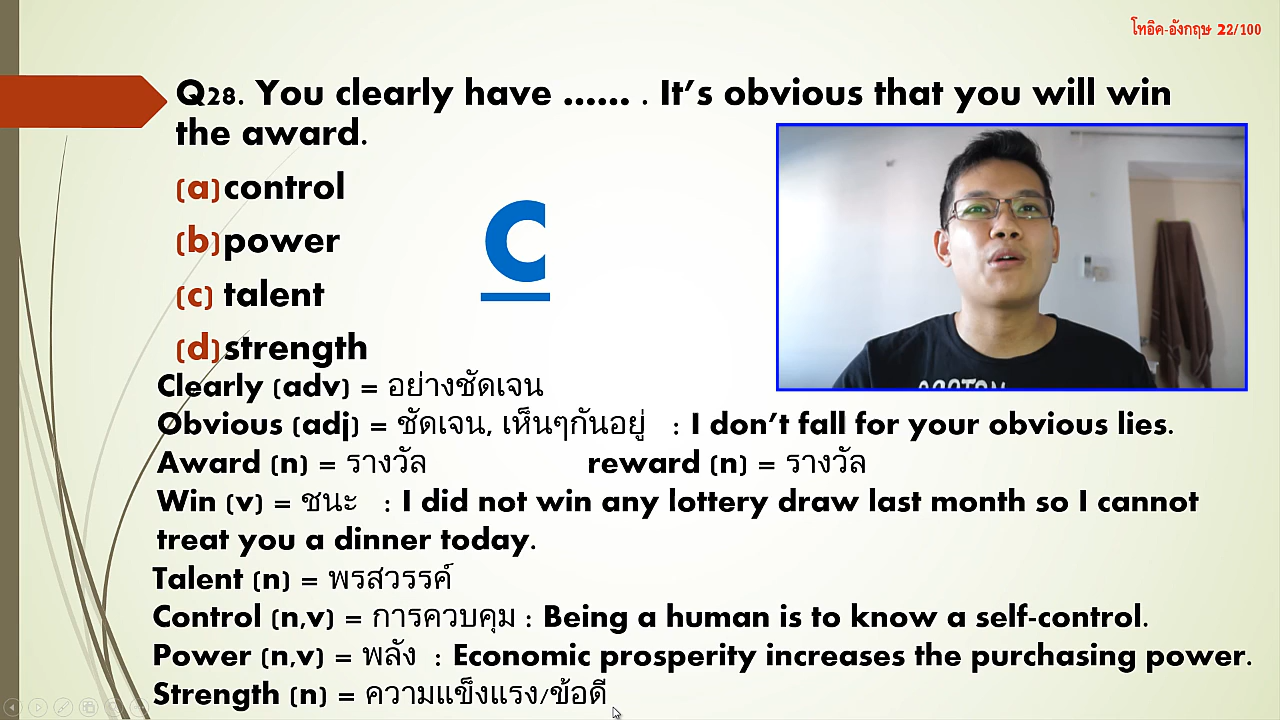 โทอิค-อังกฤษ 22/100
Q28. You clearly have ...... . It's obvious that you will win
the award.
(a)control
(b)power
(c) talent
(d)strength
C
Clearly (adv) = อย่างชัดเจน
Obvious (adj) = ชัดเจน, เห็นๆกันอยู่ : I don't fall for your obvious lies.
Award (n) = รางวัล reward (n) = รางวัล
Win (v) = ชนะ : I did not win any lottery draw last month so I cannot
treat you a dinner today.
Talent (n) = พรสวรรค์
Control (n,v) = การควบคุม : Being a human is to know a self-control.
Power (n,v) = พลัง : Economic prosperity increases the purchasing power.
Strength (n) = ความแข็งแรง/ข้อดี